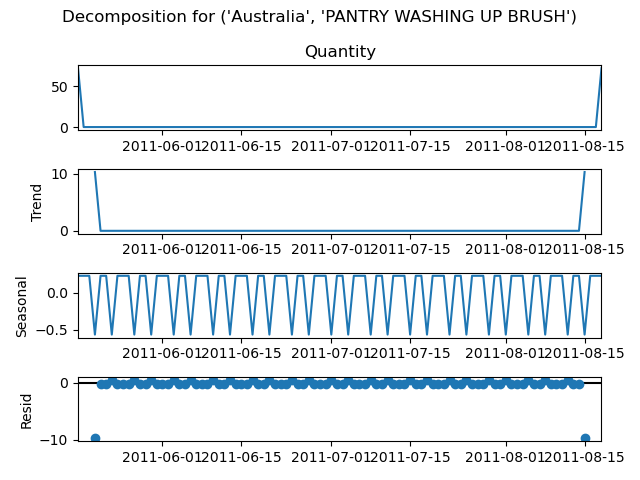 Decomposition for ('Australia', 'PANTRY WASHING UP BRUSH')
Quantity
50
0
2011-06-01 2011-06-15 2011-07-01 2011-07-15 2011-08-01 2011-08-15
Trend
10
0
2011-06-01 2011-06-15 2011-07-01 2011-07-15 2011-08-01 2011-08-15
Seasonal
0.0
−0.5
2011-06-01 2011-06-15 2011-07-01 2011-07-15 2011-08-01 2011-08-15
Resid
0
−10
2011-06-01 2011-06-15 2011-07-01 2011-07-15 2011-08-01 2011-08-15